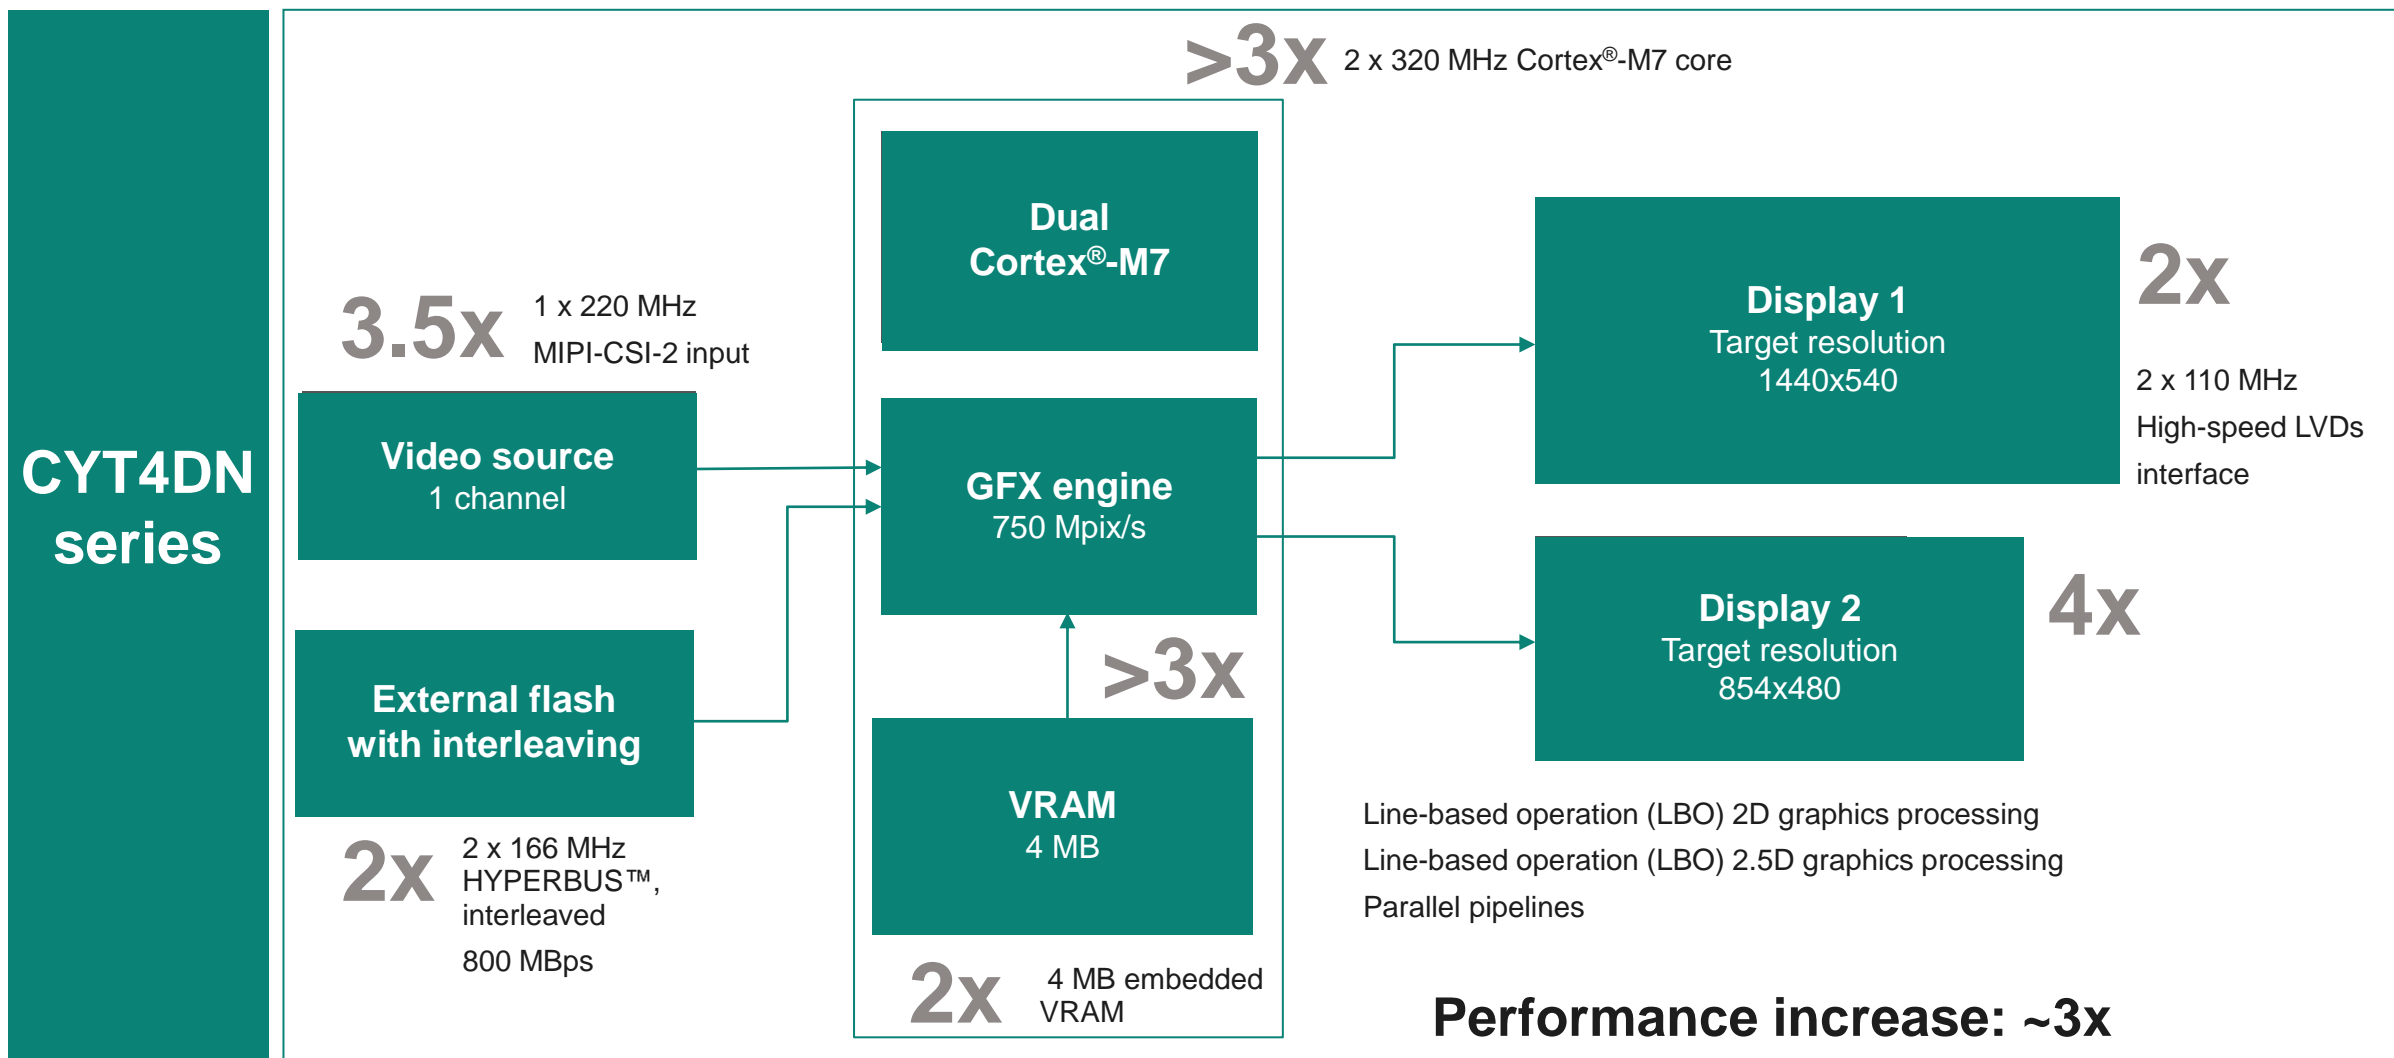 CYT4DN
series
>3x
2 x 320 MHz Cortex®-M7 core
Dual
Cortex®-M7
3.5x
1 x 220 MHz
MIPI-CSI-2 input
Video source
1 channel
GFX engine
750 Mpix/s
Display 1
Target resolution
1440x540
2x
2 x 110 MHz
High-speed LVDs
interface
External flash
with interleaving
2x
2 x 166 MHz
HYPERBUS™,
interleaved
800 MBps
>3x
VRAM
4 MB
2x
4 MB embedded
VRAM
Display 2
Target resolution
854x480
4x
Line-based operation (LBO) 2D graphics processing
Line-based operation (LBO) 2.5D graphics processing
Parallel pipelines
Performance increase: ~3x